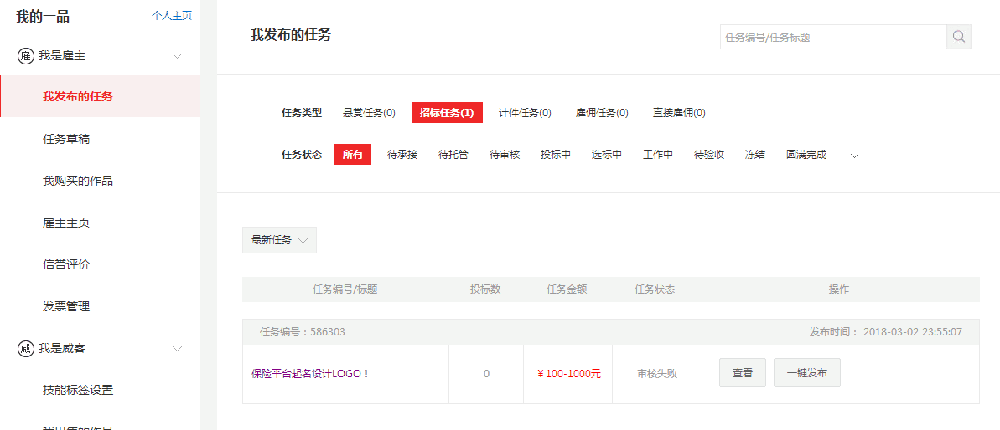 我的一品 个人主页
雇 我是雇主
我发布的任务
任务草稿
我购买的作品
雇主主页
信誉评价
发票管理
威 我是威客
技能标签设置
我出售的作品
我发布的任务
任务编号/任务标题
任务类型 悬赏任务(0) 招标任务(1) 计件任务(0) 雇佣任务(0) 直接雇佣(0)
任务状态 所有 待承接 待托管 待审核 投标中 选标中 工作中 待验收 冻结 圆满完成
最新任务
任务编号/标题 投标数 任务金额 任务状态 操作
任务编号：586303 发布时间： 2018-03-02 23:55:07
保险平台起名设计LOGO！ 0 ￥100-1000元 审核失败 查看 一键发布